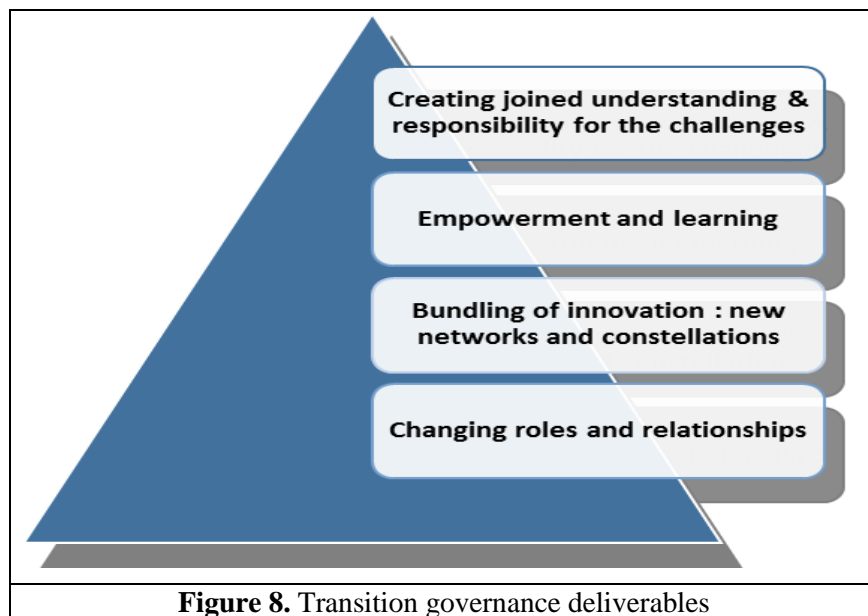 Creating joined understanding &
responsibility for the challenges
Empowerment and learning
Bundling of innovation : new
networks and constellations
Changing roles and relationships
Figure 8. Transition governance deliverables